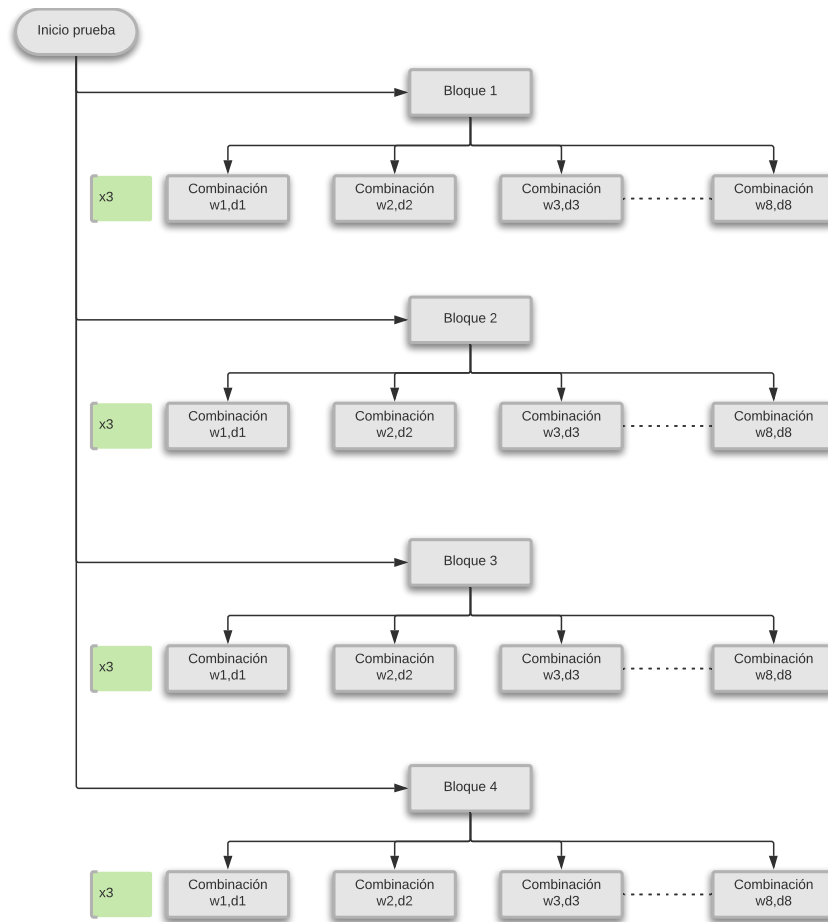 Inicio prueba
Bloque 1
x3
Combinación
w1,d1
Combinación
w2,d2
Combinación
w3,d3
Combinación
w8,d8
Bloque 2
x3
Combinación
w1,d1
Combinación
w2,d2
Combinación
w3,d3
Combinación
w8,d8
Bloque 3
x3
Combinación
w1,d1
Combinación
w2,d2
Combinación
w3,d3
Combinación
w8,d8
Bloque 4
x3
Combinación
w1,d1
Combinación
w2,d2
Combinación
w3,d3
Combinación
w8,d8